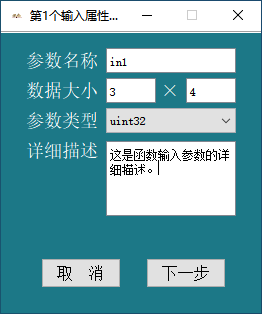 第1个输入属性...
参数名称 in1
数据大小 3 × 4
参数类型 uint32
详细描述 这是函数输入参数的详
细描述。
取 消 下一步